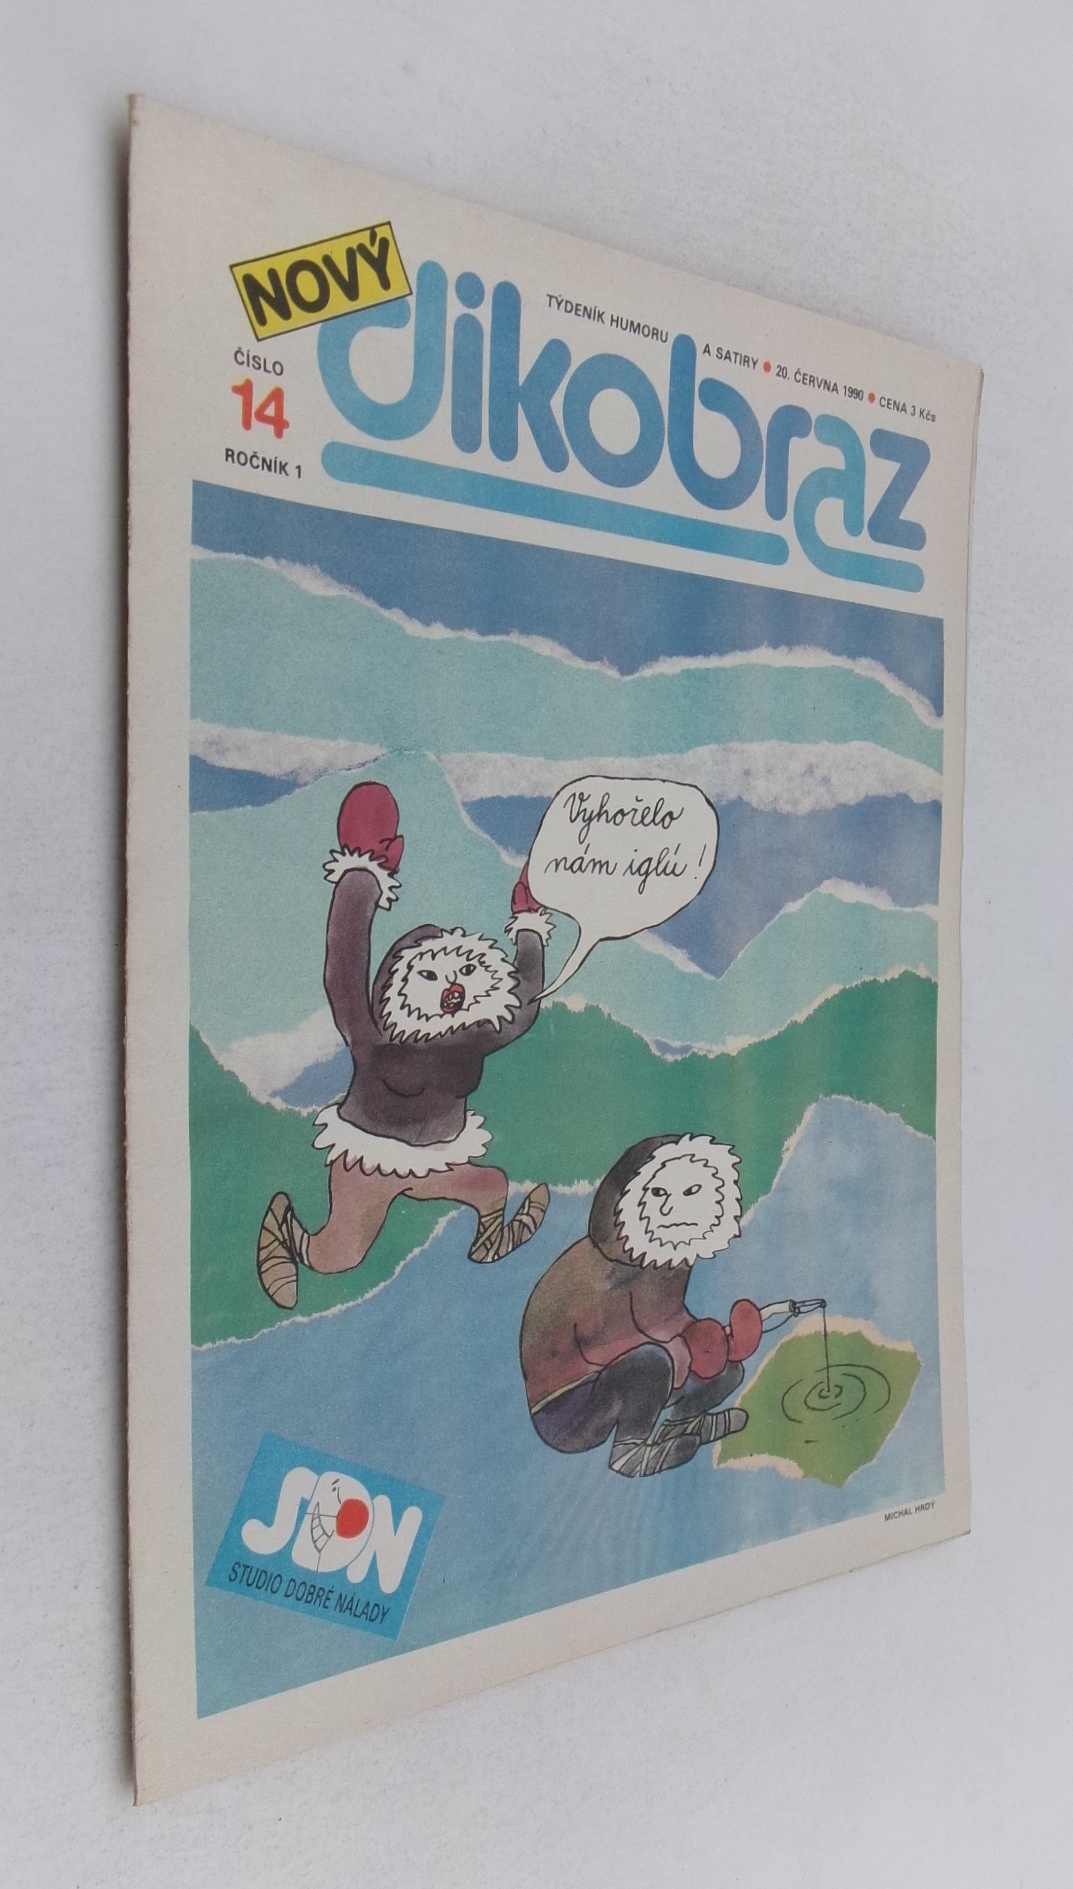 NOVÝ
dikobraz
TÝDENÍK HUMORU A SATIRY • 20. ČERVNA 1990 • CENA 3 Kčs
ČÍSLO
14
ROČNÍK 1
Vyhořelo
nám iglú!
MICHAL HRDÝ
SDN
STUDIO DOBRÉ NÁLADY